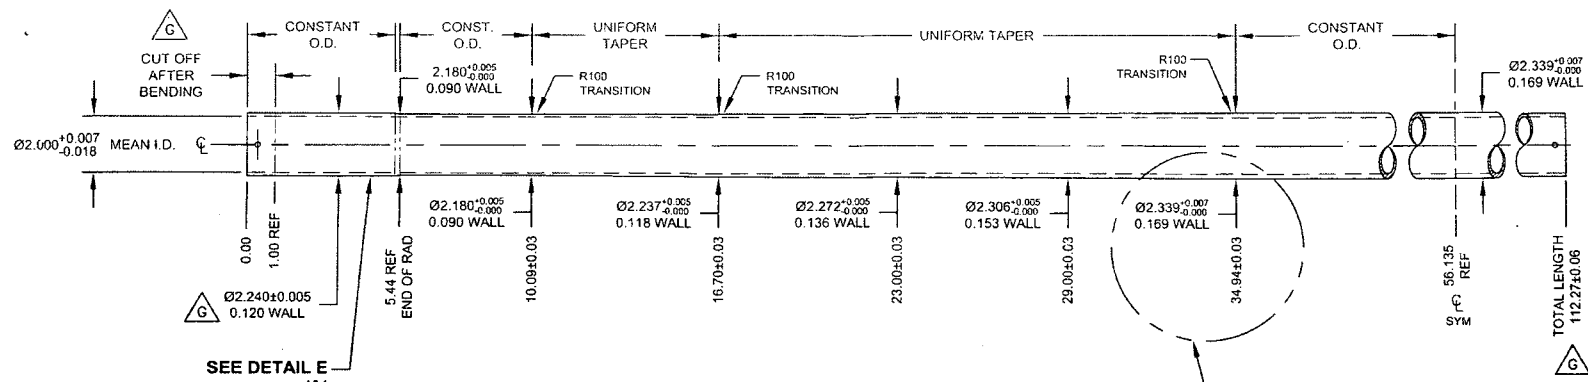 G
CONSTANT
O.D.
CONST.
O.D.
UNIFORM
TAPER
UNIFORM TAPER
CONSTANT
O.D.
CUT OFF
AFTER
BENDING
2.180+0.005 -0.000
0.090 WALL
R100
TRANSITION
R100
TRANSITION
R100
TRANSITION
Ø2.339+0.007 -0.000
0.169 WALL
Ø2.000+0.007 -0.018 MEAN I.D. ℄
Ø2.180+0.005 -0.000
0.090 WALL
Ø2.237+0.005 -0.000
0.118 WALL
Ø2.272+0.005 -0.000
0.136 WALL
Ø2.306+0.005 -0.000
0.153 WALL
Ø2.339+0.007 -0.000
0.169 WALL
0.00
1.00 REF
5.44 REF
END OF RAD
10.09±0.03
16.70±0.03
23.00±0.03
29.00±0.03
34.94±0.03
56.135
REF
℄
SYM
TOTAL LENGTH
112.27±0.06
G
G
Ø2.240±0.005
0.120 WALL
SEE DETAIL E